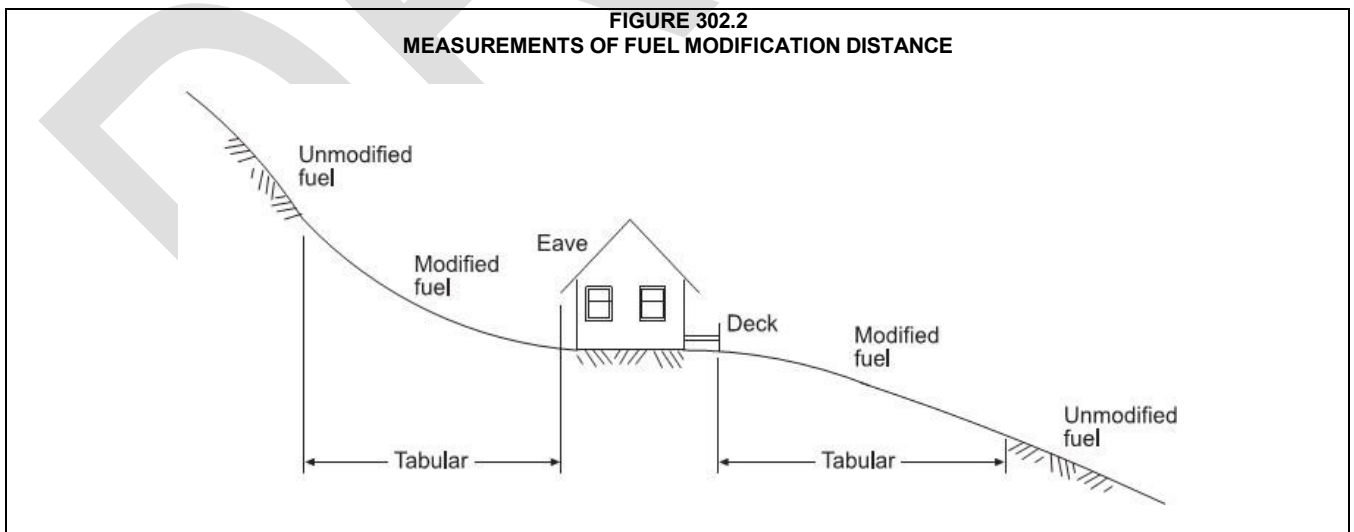 FIGURE 302.2
MEASUREMENTS OF FUEL MODIFICATION DISTANCE
Unmodified
fuel
Modified
fuel
Eave
Deck
Modified
fuel
Unmodified
fuel
Tabular
Tabular